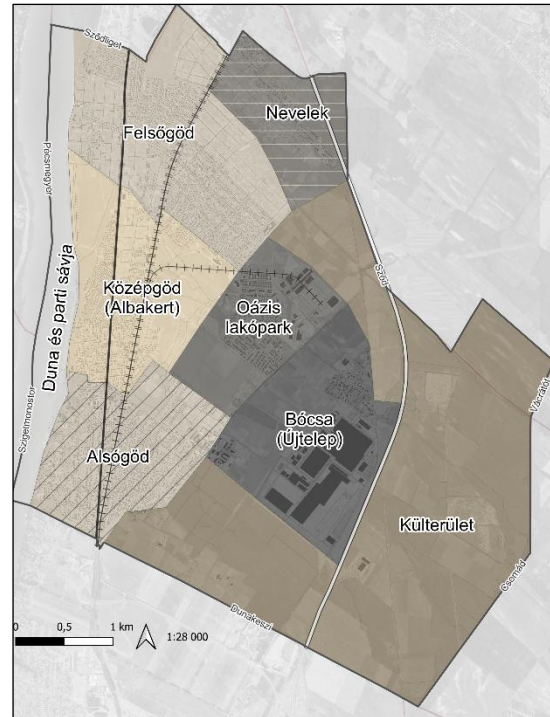 Sződliget
Nevelek
Felsőgöd
Pócsmegyer
Duna és parti sávja
Sződ
Középgöd
(Albakert)
Oázis
lakópark
Vácrátót
Szigetmonostor
Bócsa
(Újtelep)
Alsógöd
Külterület
Csomád
Dunakeszi
0 0,5 1 km
1:28 000